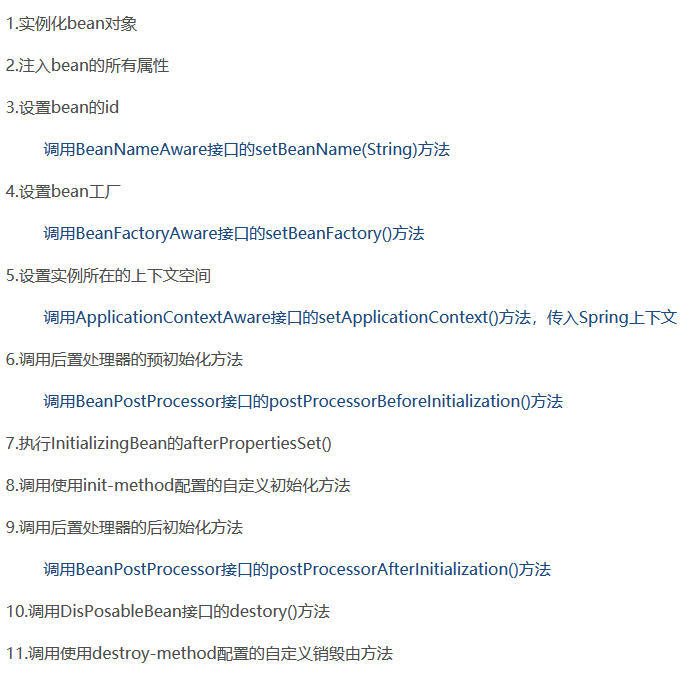 1.实例化bean对象
2.注入bean的所有属性
3.设置bean的id
调用BeanNameAware接口的setBeanName(String)方法
4.设置bean工厂
调用BeanFactoryAware接口的setBeanFactory()方法
5.设置实例所在的上下文空间
调用ApplicationContextAware接口的setApplicationContext()方法，传入Spring上下文
6.调用后置处理器的预初始化方法
调用BeanPostProcessor接口的postProcessorBeforeInitialization()方法
7.执行InitializingBean的afterPropertiesSet()
8.调用使用init-method配置的自定义初始化方法
9.调用后置处理器的后初始化方法
调用BeanPostProcessor接口的postProcessorAfterInitialization()方法
10.调用DisPosableBean接口的destory()方法
11.调用使用destroy-method配置的自定义销毁由方法